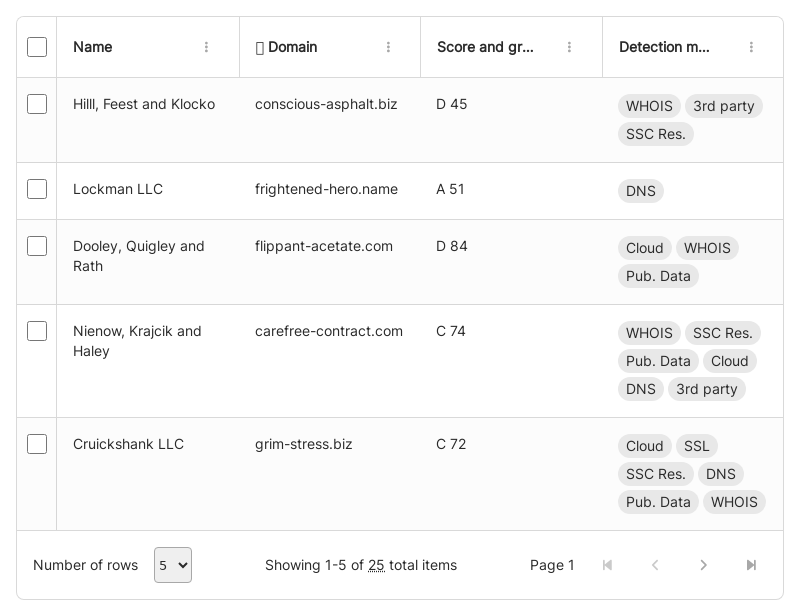 Name Domain Score and gr... Detection m...
Hilll, Feest and Klocko conscious-asphalt.biz D 45 WHOIS 3rd party
SSC Res.
Lockman LLC frightened-hero.name A 51 DNS
Dooley, Quigley and flippant-acetate.com D 84 Cloud WHOIS
Rath Pub. Data
Nienow, Krajcik and carefree-contract.com C 74 WHOIS SSC Res.
Haley Pub. Data Cloud
DNS 3rd party
Cruickshank LLC grim-stress.biz C 72 Cloud SSL
SSC Res. DNS
Pub. Data WHOIS
Number of rows 5 Showing 1-5 of 25 total items Page 1